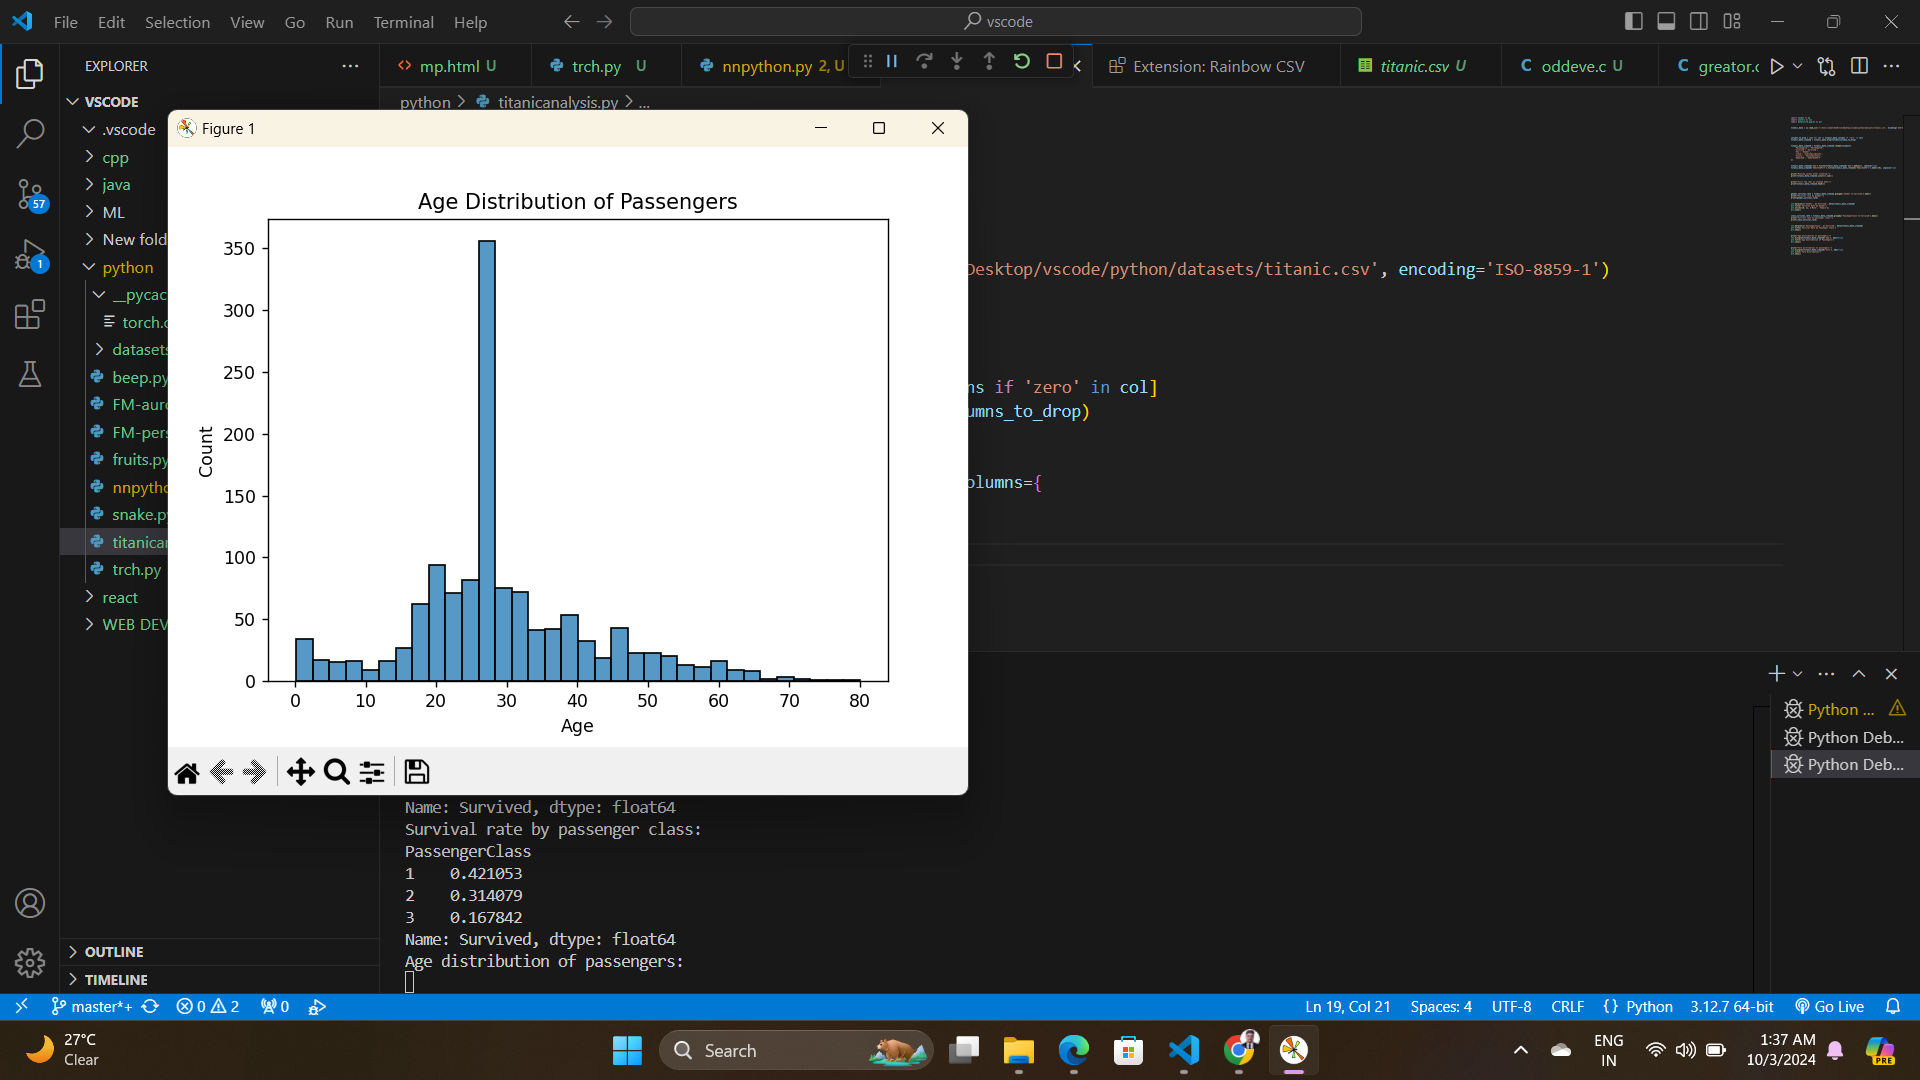 File Edit Selection View Go Run Terminal Help
vscode
EXPLORER
mp.html U
trch.py U
nnpython.py 2, U
Extension: Rainbow CSV
titanic.csv U
oddeve.c U
greator.c
VSCODE
python > titanicanalysis.py > ...
.vscode
cpp
java
ML
New fold
python
__pycac
torch.c
datasets
beep.py
FM-auro
FM-pers
fruits.py
nnpytho
snake.py
titanican
trch.py
react
WEB DEV
OUTLINE
TIMELINE
57
1
Figure 1
Age Distribution of Passengers
Count
350
300
250
200
150
100
50
0
0 10 20 30 40 50 60 70 80
Age
Desktop/vscode/python/datasets/titanic.csv', encoding='ISO-8859-1')
ns if 'zero' in col]
umns_to_drop)
olumns={
Name: Survived, dtype: float64
Survival rate by passenger class:
PassengerClass
1 0.421053
2 0.314079
3 0.167842
Name: Survived, dtype: float64
Age distribution of passengers:
Python ...
Python Deb...
Python Deb...
master*+ 0 2 0
Ln 19, Col 21 Spaces: 4 UTF-8 CRLF {} Python 3.12.7 64-bit Go Live
27°C
Clear
Search
ENG
IN
1:37 AM
10/3/2024
PRE